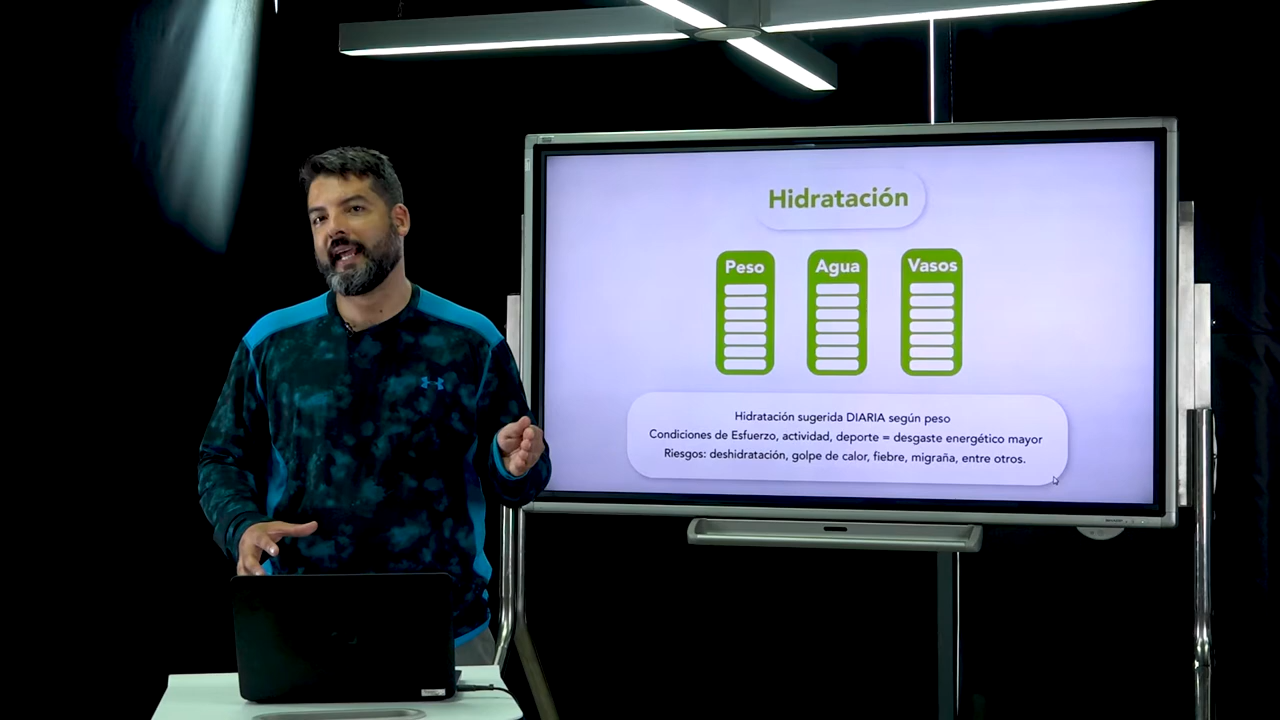 Hidratación
Peso
Agua
Vasos
Hidratación sugerida DIARIA según peso
Condiciones de Esfuerzo, actividad, deporte = desgaste energético mayor
Riesgos: deshidratación, golpe de calor, fiebre, migraña, entre otros.